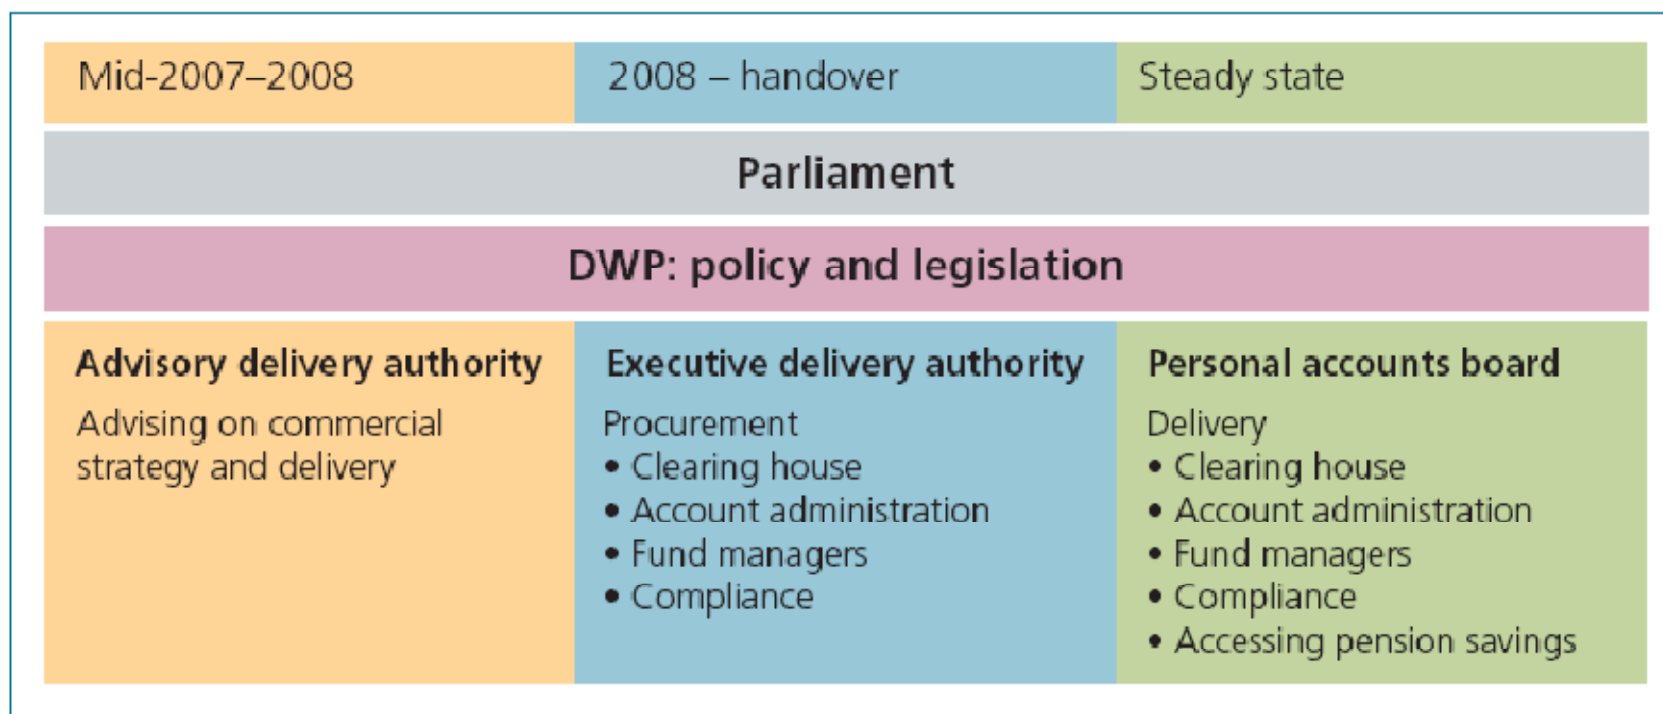 Mid-2007–2008
2008 – handover
Steady state
Parliament
DWP: policy and legislation
Advisory delivery authority
Advising on commercial
strategy and delivery
Executive delivery authority
Procurement
• Clearing house
• Account administration
• Fund managers
• Compliance
Personal accounts board
Delivery
• Clearing house
• Account administration
• Fund managers
• Compliance
• Accessing pension savings